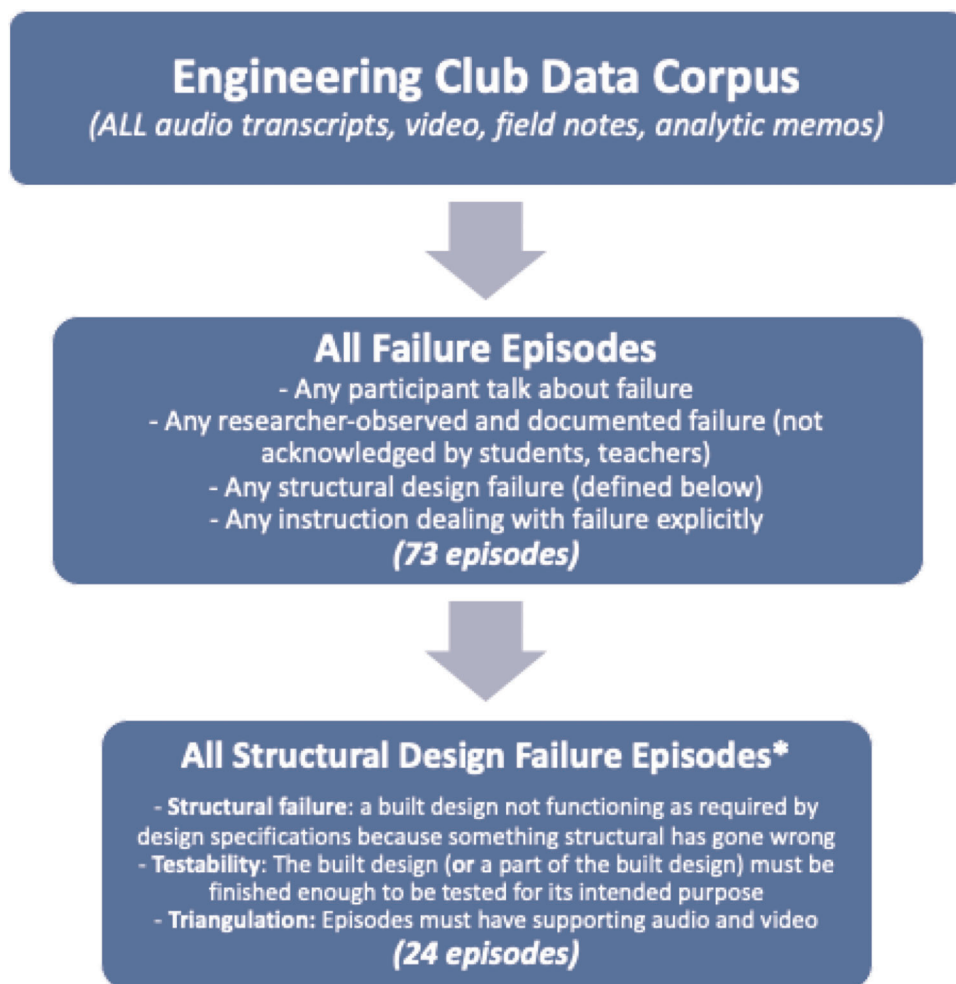 Engineering Club Data Corpus
(ALL audio transcripts, video, field notes, analytic memos)
All Failure Episodes
- Any participant talk about failure
- Any researcher-observed and documented failure (not
acknowledged by students, teachers)
- Any structural design failure (defined below)
- Any instruction dealing with failure explicitly
(73 episodes)
All Structural Design Failure Episodes*
- Structural failure: a built design not functioning as required by
design specifications because something structural has gone wrong
- Testability: The built design (or a part of the built design) must be
finished enough to be tested for its intended purpose
- Triangulation: Episodes must have supporting audio and video
(24 episodes)